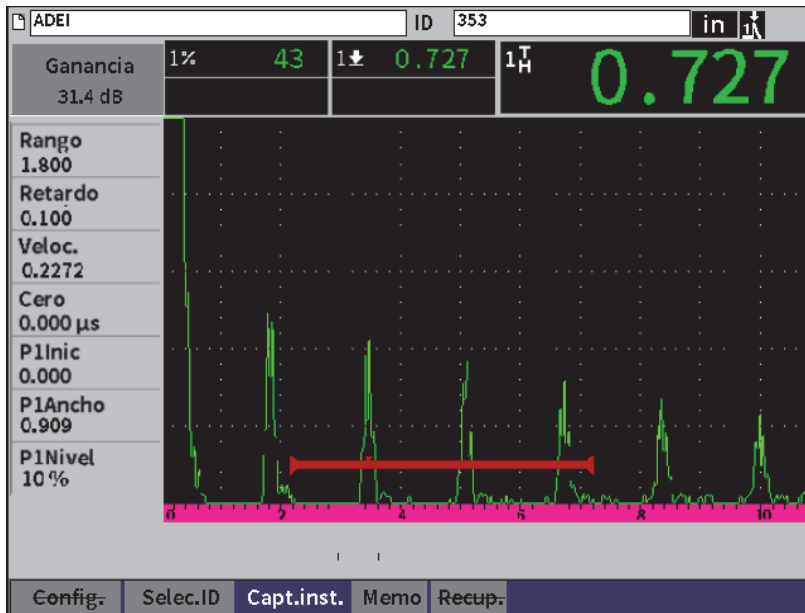 ADEI ID 353 in
Ganancia
31.4 dB
1% 43
1 0.727
1TH 0.727
Rango
1.800
Retardo
0.100
Veloc.
0.2272
Cero
0.000 µs
P1Inic
0.000
P1Ancho
0.909
P1Nivel
10%
0 2 4 6 8 10
Config. Selec.ID Capt.inst. Memo Recup.